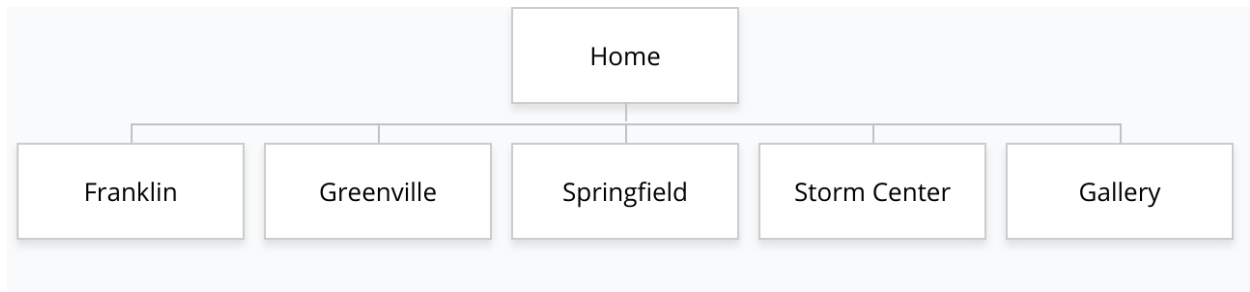 Home
Franklin
Greenville
Springfield
Storm Center
Gallery